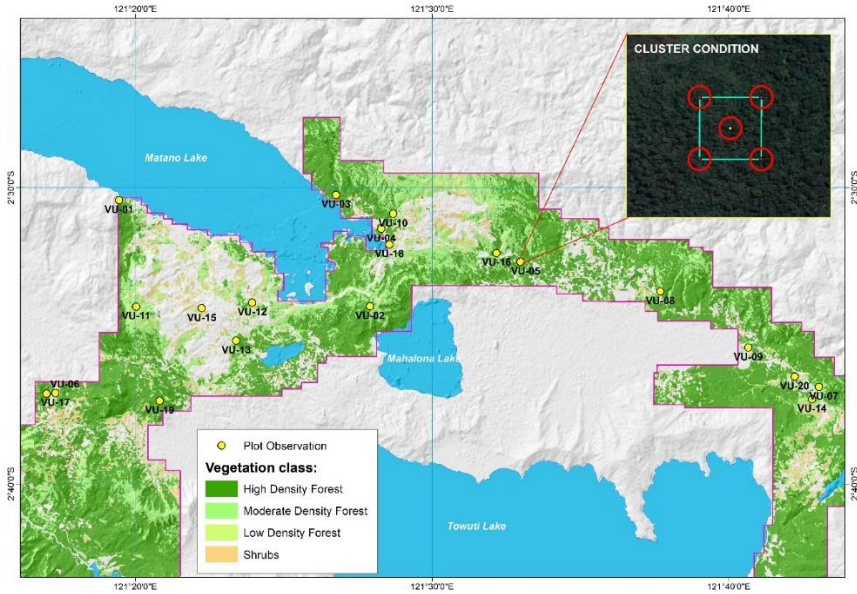 121°20'0"E
121°30'0"E
121°40'0"E
CLUSTER CONDITION
Matano Lake
2°30'0"S
2°30'0"S
VU-01
VU-03
VU-10
VU-04
VU-18
VU-16
VU-05
VU-08
VU-11
VU-15
VU-12
VU-02
VU-13
VU-09
Mahalona Lake
VU-06
VU-17
VU-19
VU-20
VU-07
VU-14
Plot Observation
Vegetation class:
High Density Forest
Moderate Density Forest
Low Density Forest
Shrubs
2°40'0"S
2°40'0"S
Towuti Lake
121°20'0"E
121°30'0"E
121°40'0"E